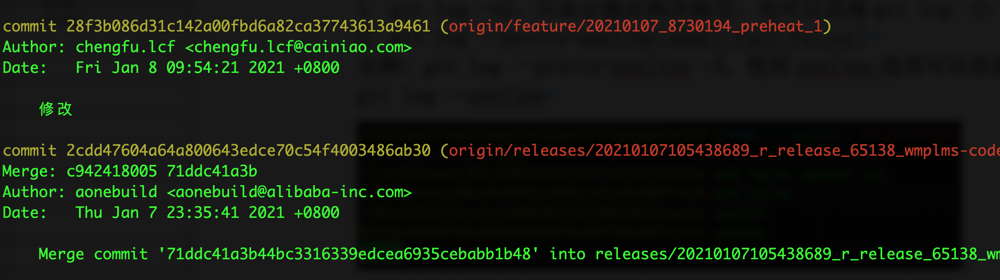 commit 28f3b086d31c142a00fbd6a82ca37743613a9461 (origin/feature/20210107_8730194_preheat_1)
Author: chengfu.lcf <chengfu.lcf@cainiao.com>
Date:   Fri Jan 8 09:54:21 2021 +0800
修改
commit 2cdd47604a64a800643edce70c54f4003486ab30 (origin/releases/20210107105438689_r_release_65138_wmplms-code
Merge: c942418005 71ddc41a3b
Author: aonebuild <aonebuild@alibaba-inc.com>
Date:   Thu Jan 7 23:35:41 2021 +0800
Merge commit '71ddc41a3b44bc3316339edcea6935cebabb1b48' into releases/20210107105438689_r_release_65138_wm